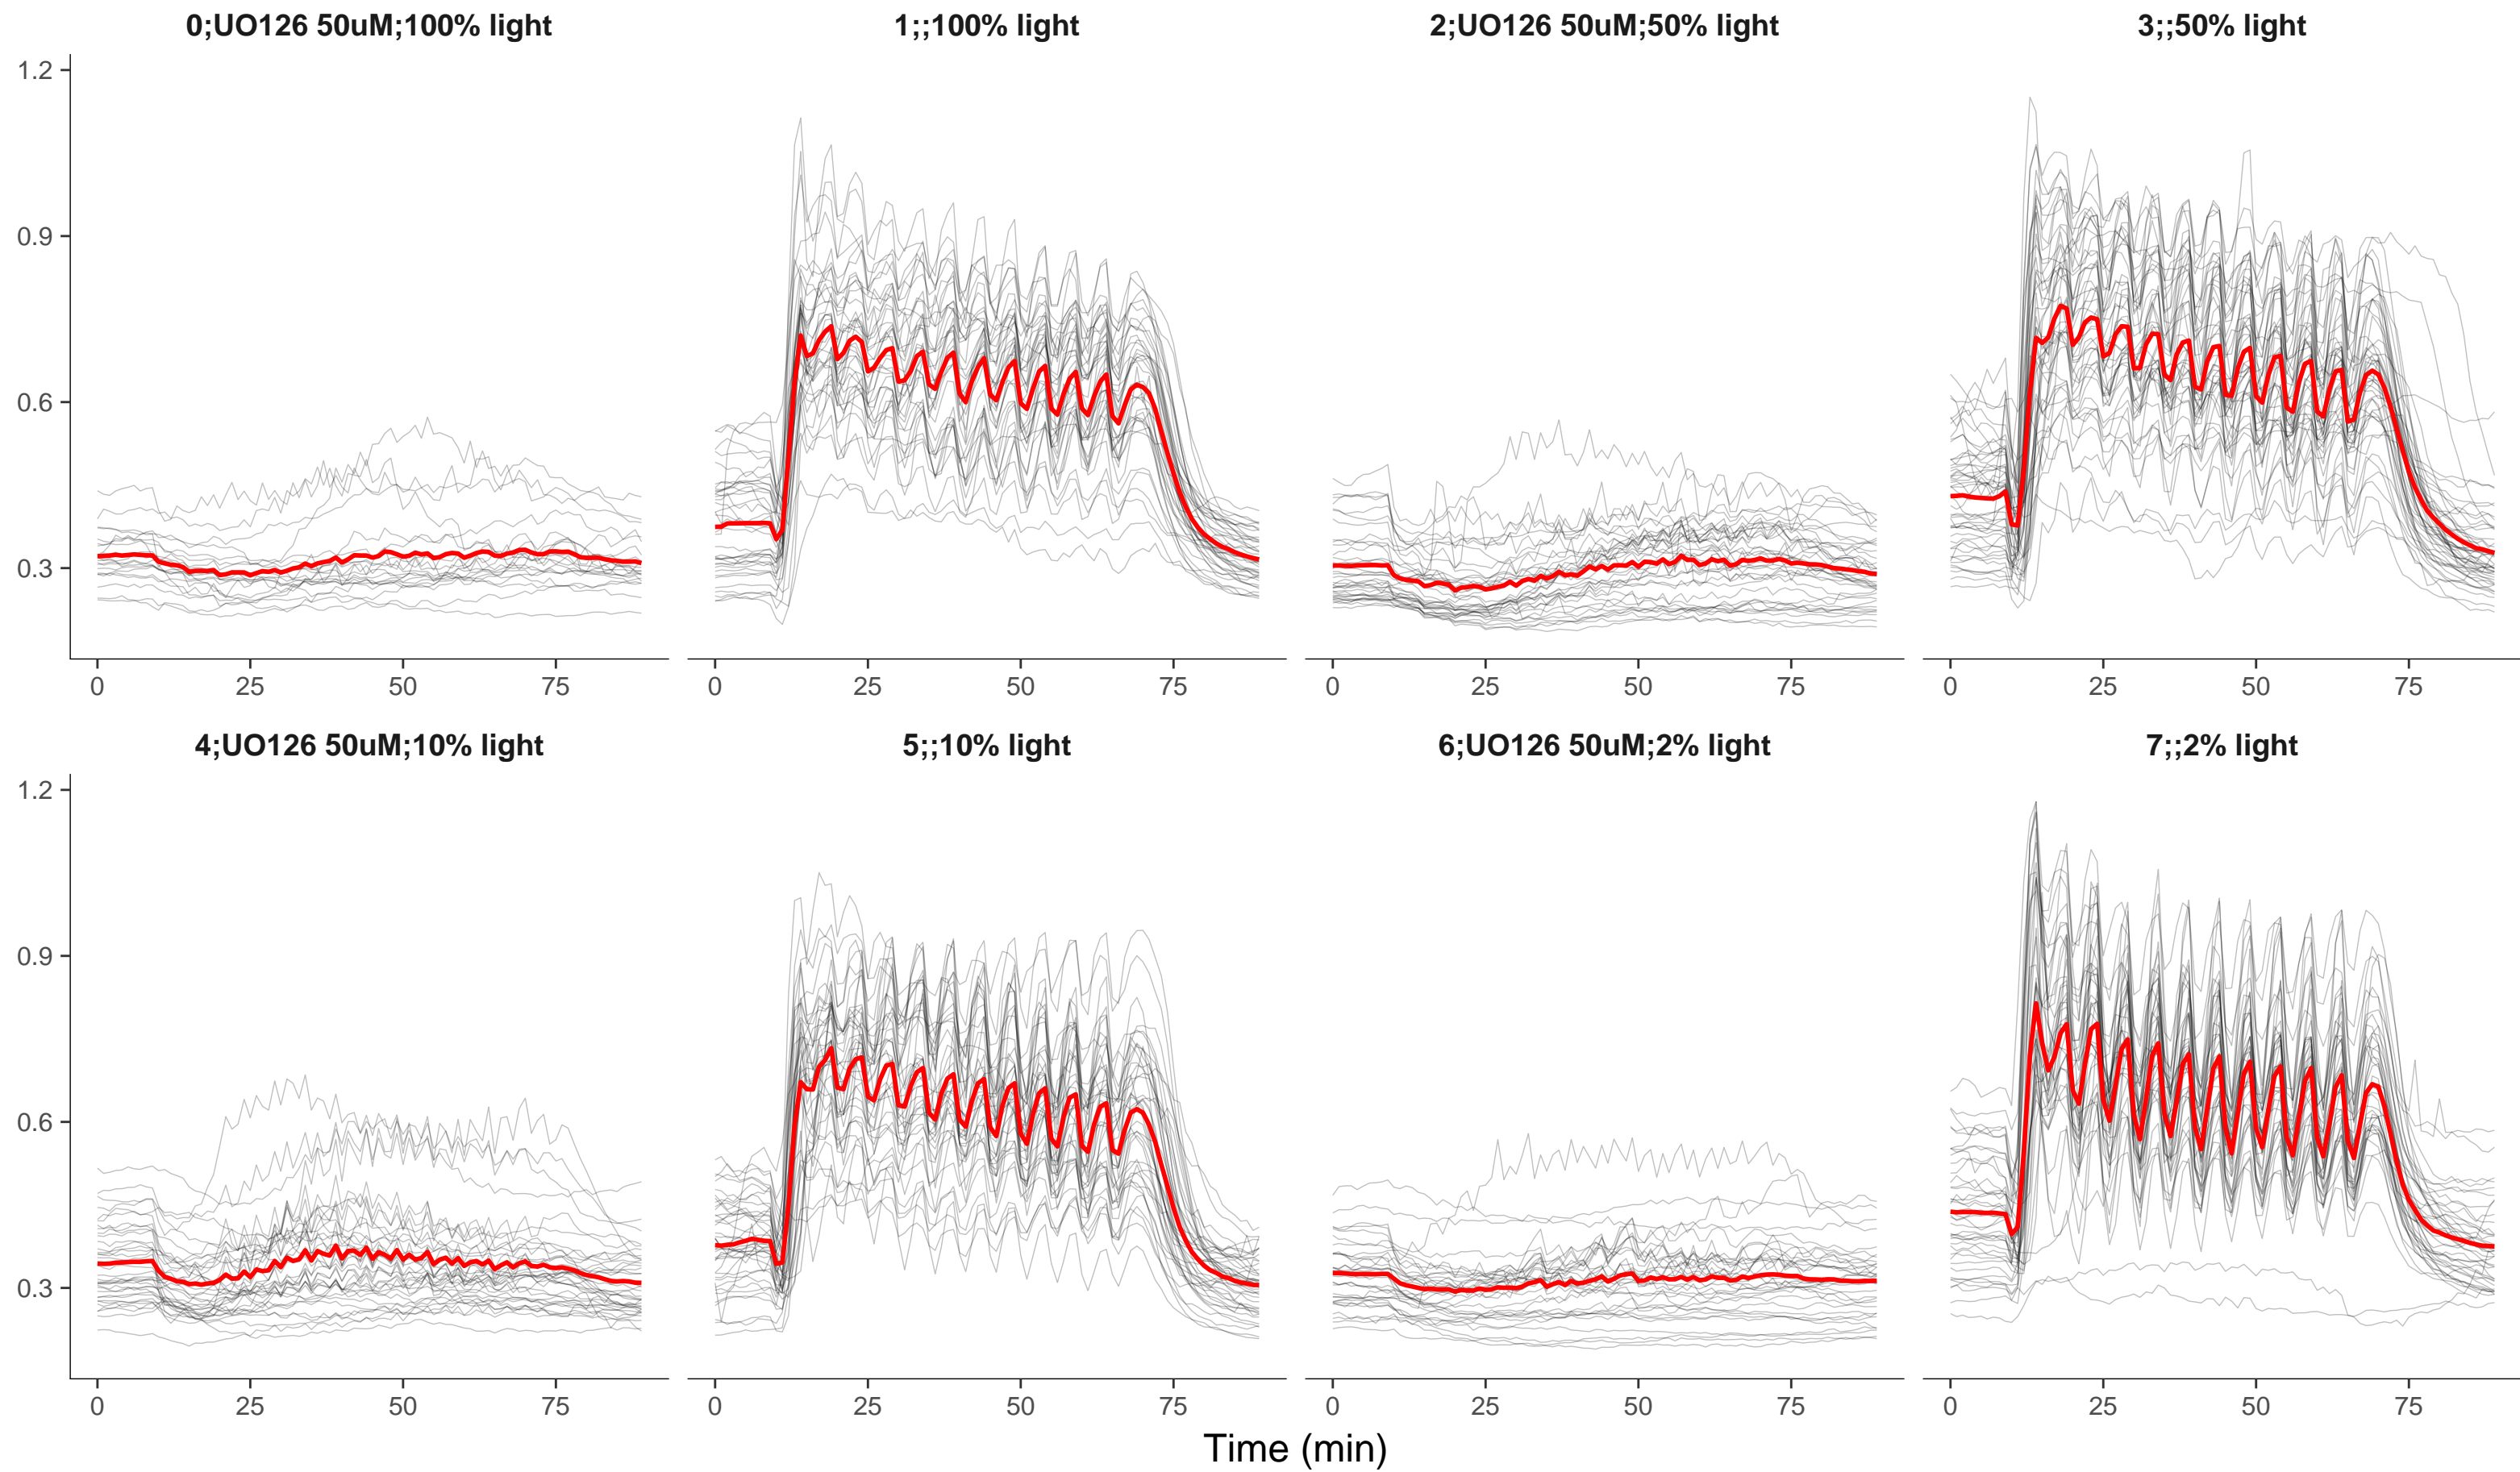 0;UO126 50uM;100% light
1;;100% light
2;UO126 50uM;50% light
3;;50% light
1.2
0.9
0.6
0.3
0 25 50 75
0 25 50 75
0 25 50 75
0 25 50 75
4;UO126 50uM;10% light
5;;10% light
6;UO126 50uM;2% light
7;;2% light
1.2
0.9
0.6
0.3
0 25 50 75
0 25 50 75
0 25 50 75
0 25 50 75
Time (min)